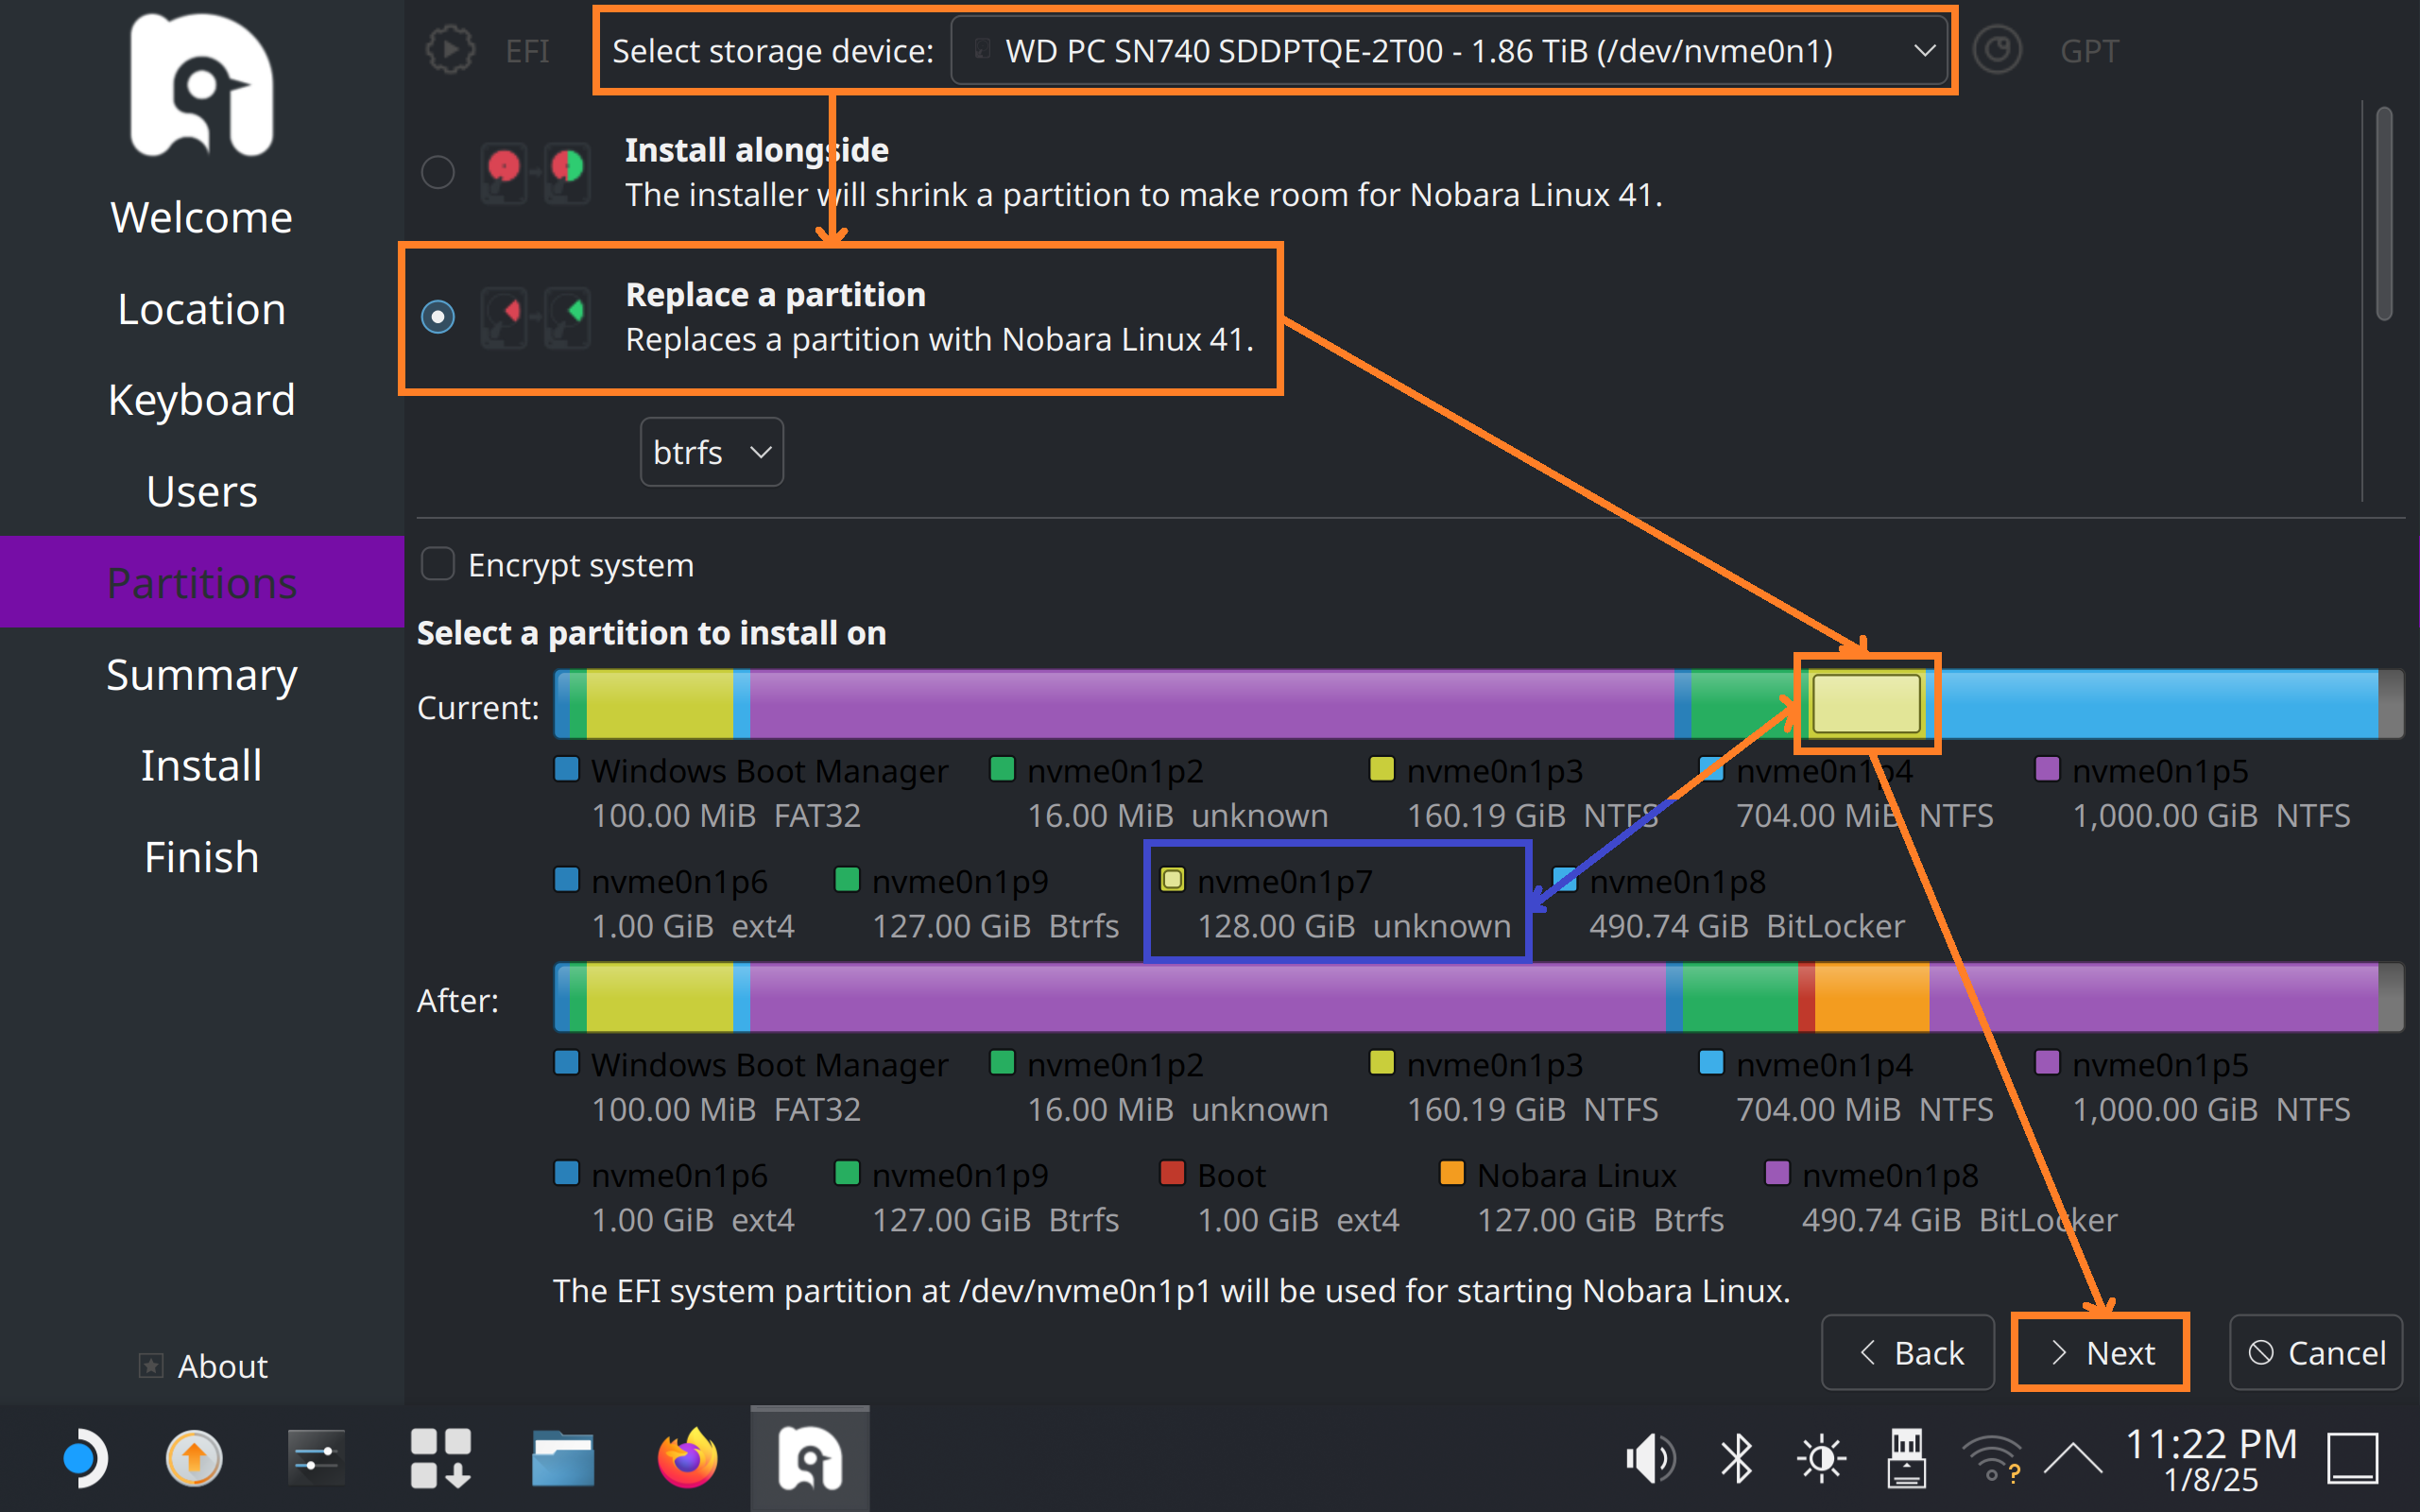 EFI
Select storage device:
WD PC SN740 SDDPTQE-2T00 - 1.86 TiB (/dev/nvme0n1)
GPT
Welcome
Location
Keyboard
Users
Partitions
Summary
Install
Finish
About
Install alongside
The installer will shrink a partition to make room for Nobara Linux 41.
Replace a partition
Replaces a partition with Nobara Linux 41.
btrfs
Encrypt system
Select a partition to install on
Current:
Windows Boot Manager nvme0n1p2 nvme0n1p3 nvme0n1p4 nvme0n1p5
100.00 MiB FAT32 16.00 MiB unknown 160.19 GiB NTFS 704.00 MiB NTFS 1,000.00 GiB NTFS
nvme0n1p6 nvme0n1p9 nvme0n1p7 nvme0n1p8
1.00 GiB ext4 127.00 GiB Btrfs 128.00 GiB unknown 490.74 GiB BitLocker
After:
Windows Boot Manager nvme0n1p2 nvme0n1p3 nvme0n1p4 nvme0n1p5
100.00 MiB FAT32 16.00 MiB unknown 160.19 GiB NTFS 704.00 MiB NTFS 1,000.00 GiB NTFS
nvme0n1p6 nvme0n1p9 Boot Nobara Linux nvme0n1p8
1.00 GiB ext4 127.00 GiB Btrfs 1.00 GiB ext4 127.00 GiB Btrfs 490.74 GiB BitLocker
The EFI system partition at /dev/nvme0n1p1 will be used for starting Nobara Linux.
Back
Next
Cancel
11:22 PM
1/8/25